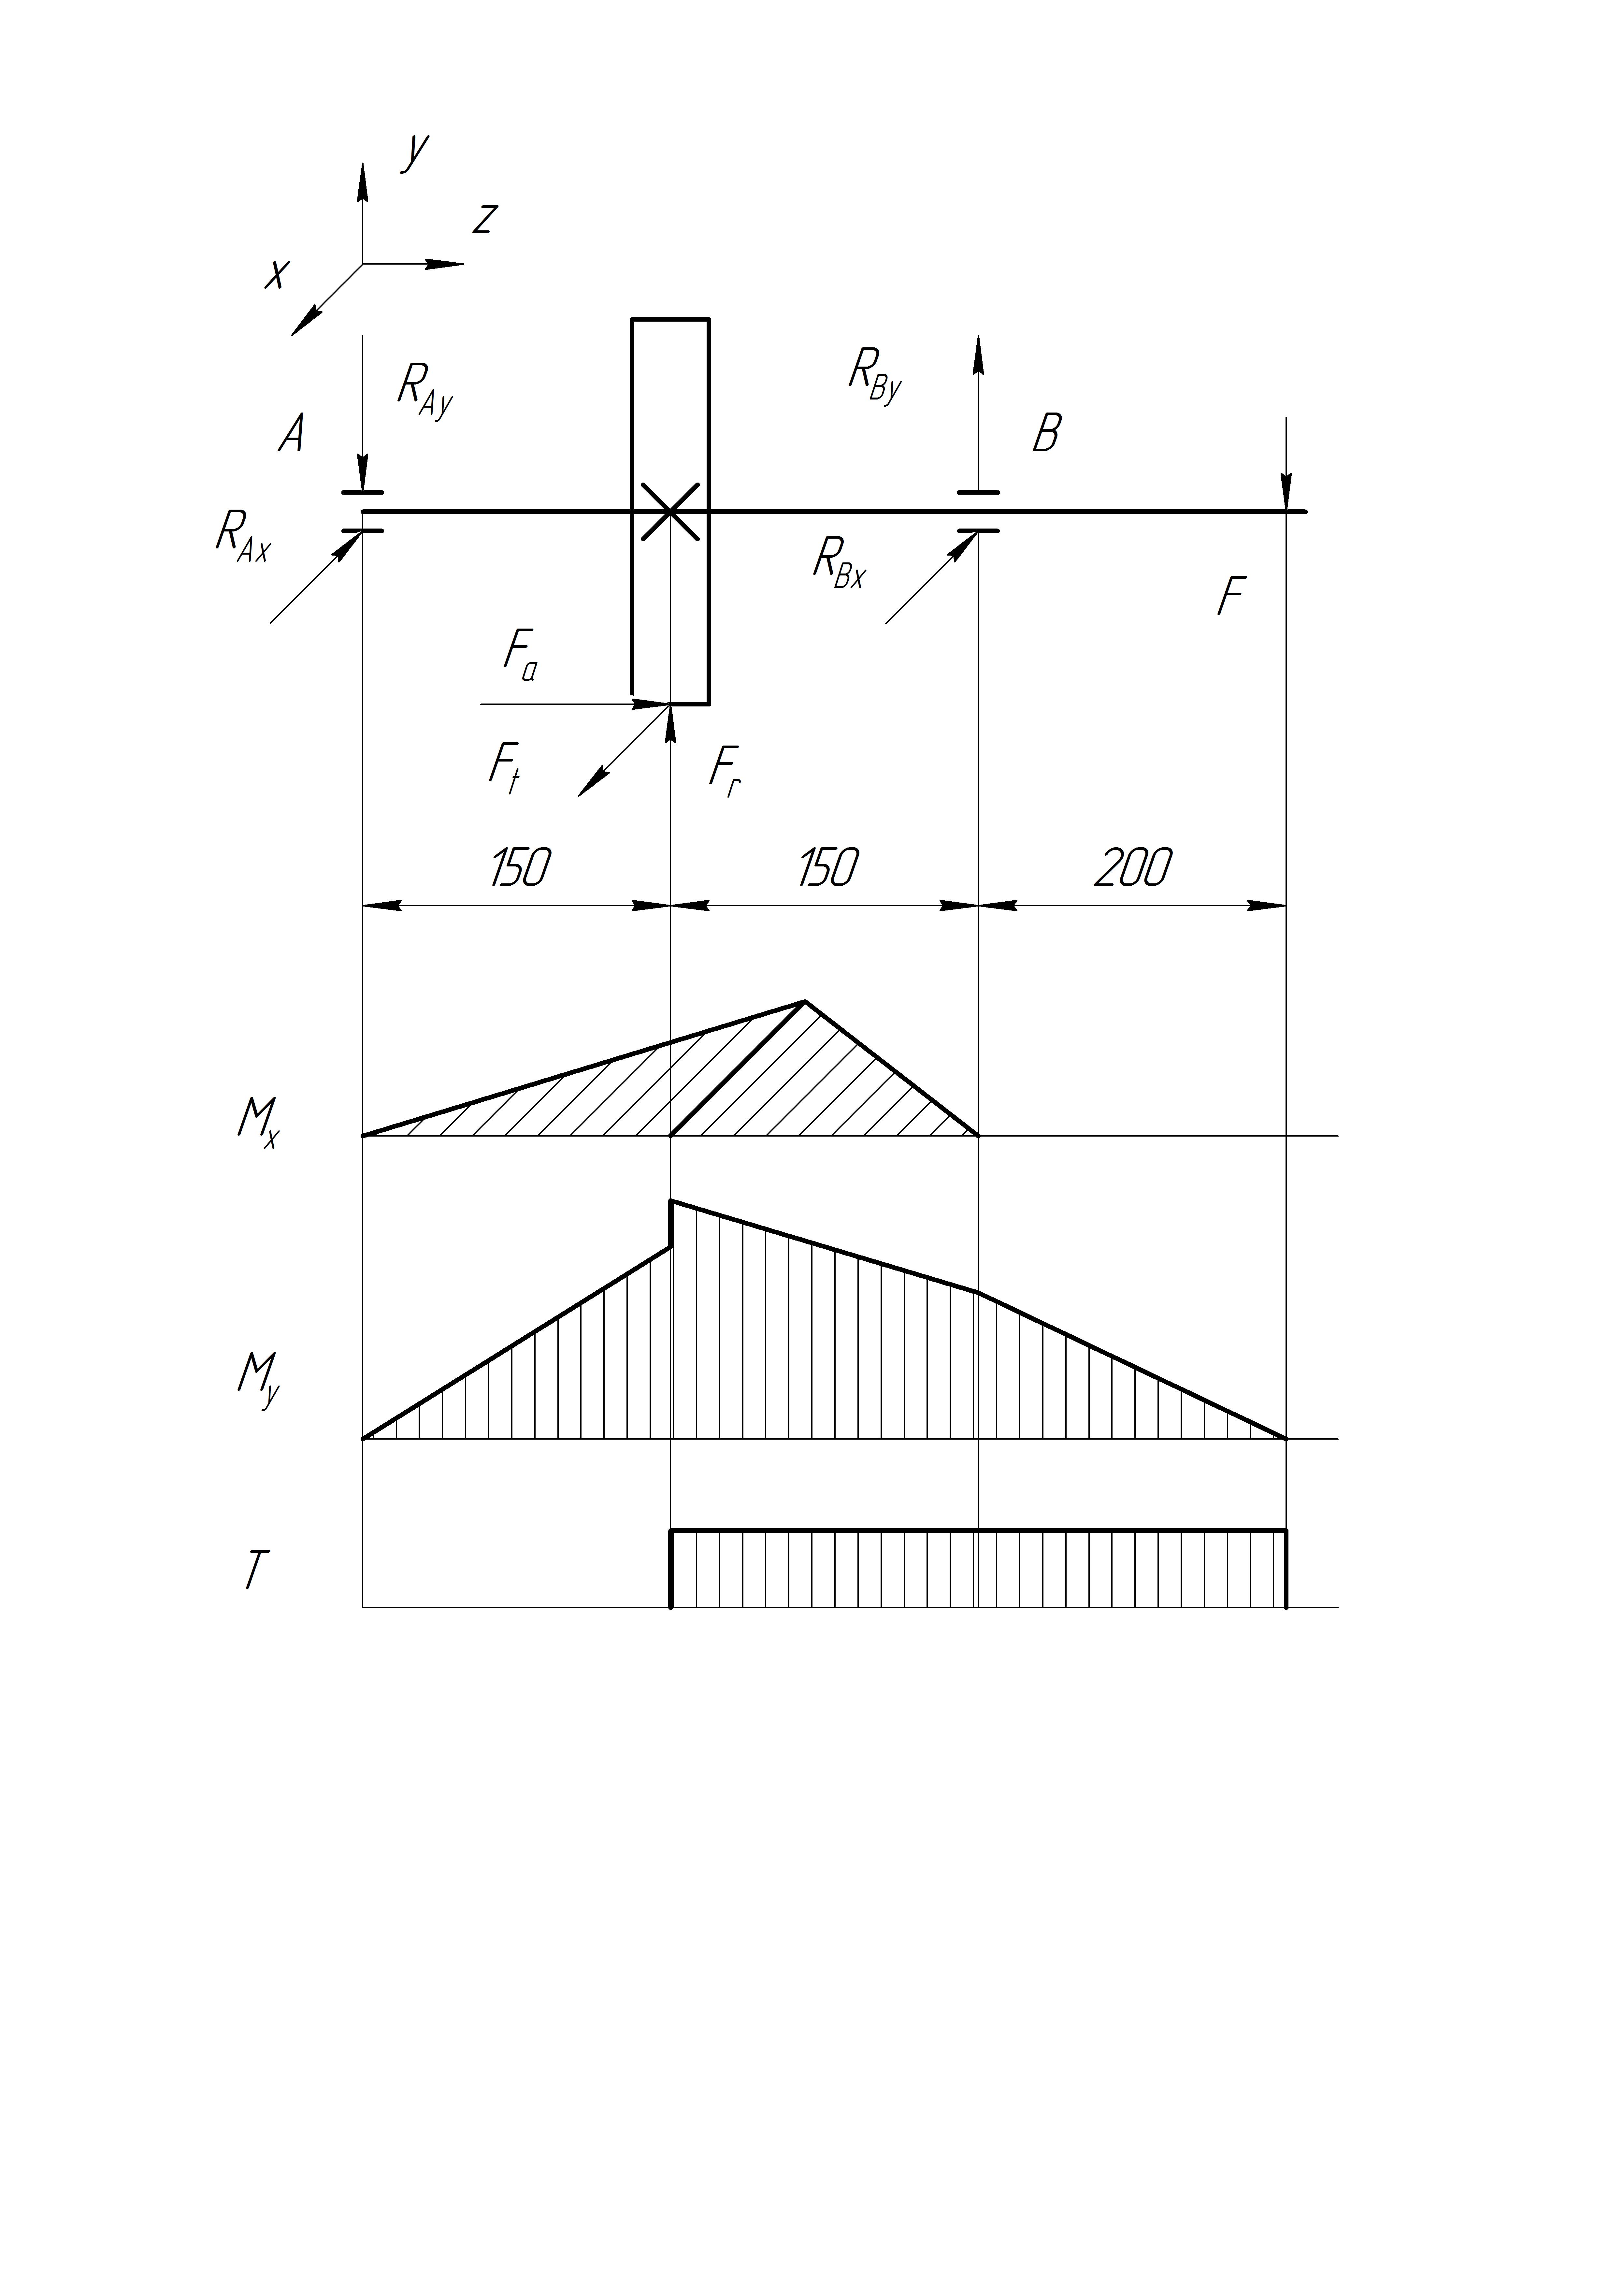 y
z
x
R_Ay
R_By
A
B
R_Ax
R_Bx
F
F_a
F_t
F_r
150 150 200
M_x
M_y
T